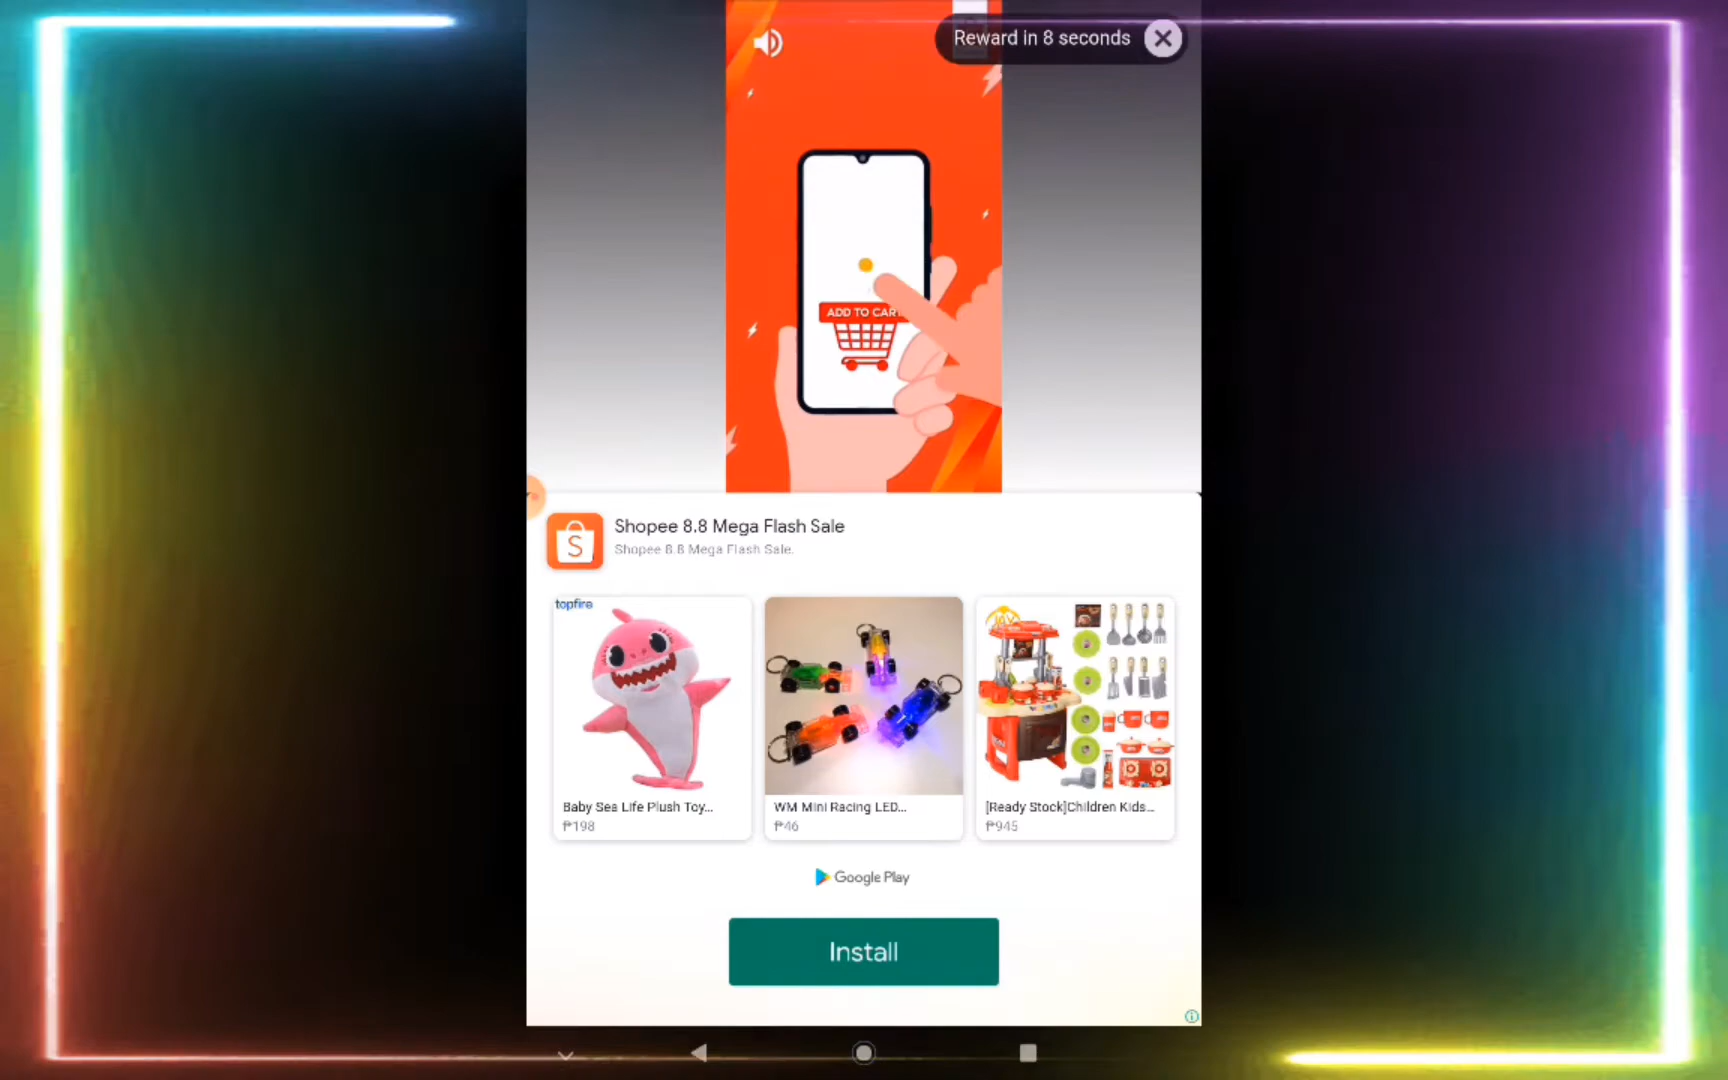 Reward in 8 seconds
ADD TO CART
Shopee 8.8 Mega Flash Sale
Shopee 8.8 Mega Flash Sale.
topfire
Baby Sea Life Plush Toy...
₱198
WM Mini Racing LED...
₱46
[Ready Stock]Children Kids...
₱945
Google Play
Install